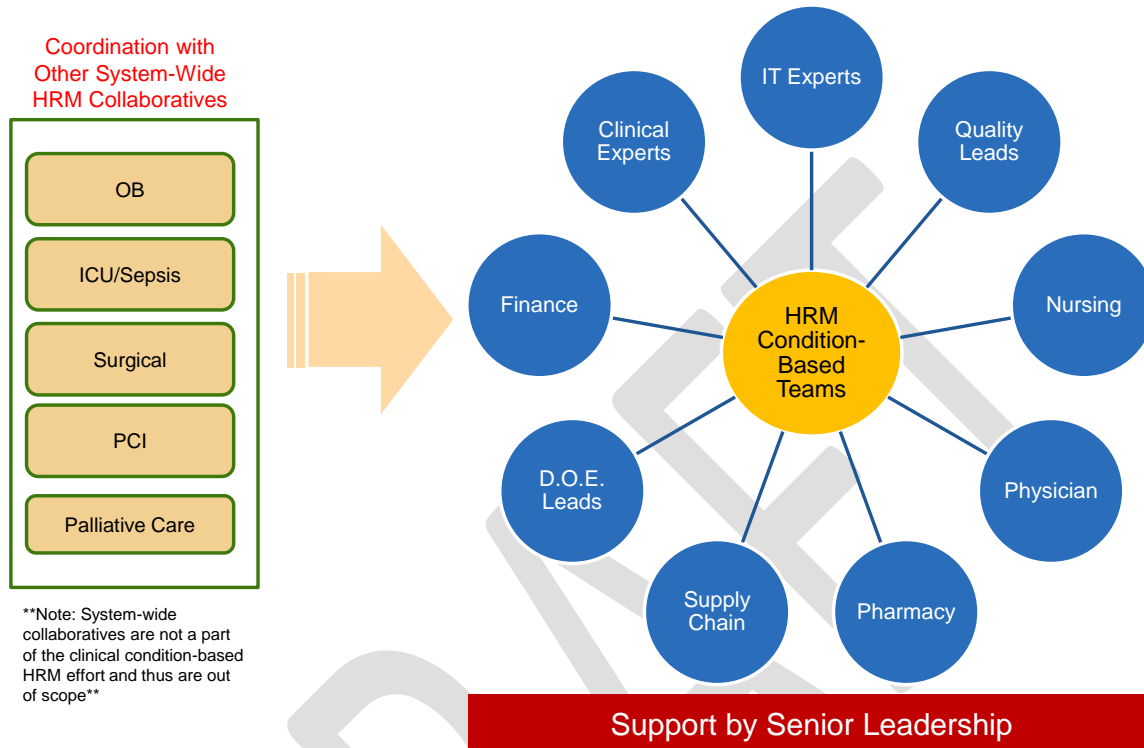 Coordination with
Other System-Wide
HRM Collaboratives
OB
ICU/Sepsis
Surgical
PCI
Palliative Care
**Note: System-wide
collaboratives are not a part
of the clinical condition-based
HRM effort and thus are out
of scope**
IT Experts
Clinical
Experts
Quality
Leads
Finance
HRM
Condition-
Based
Teams
Nursing
D.O.E.
Leads
Physician
Supply
Chain
Pharmacy
Support by Senior Leadership
DRAFT